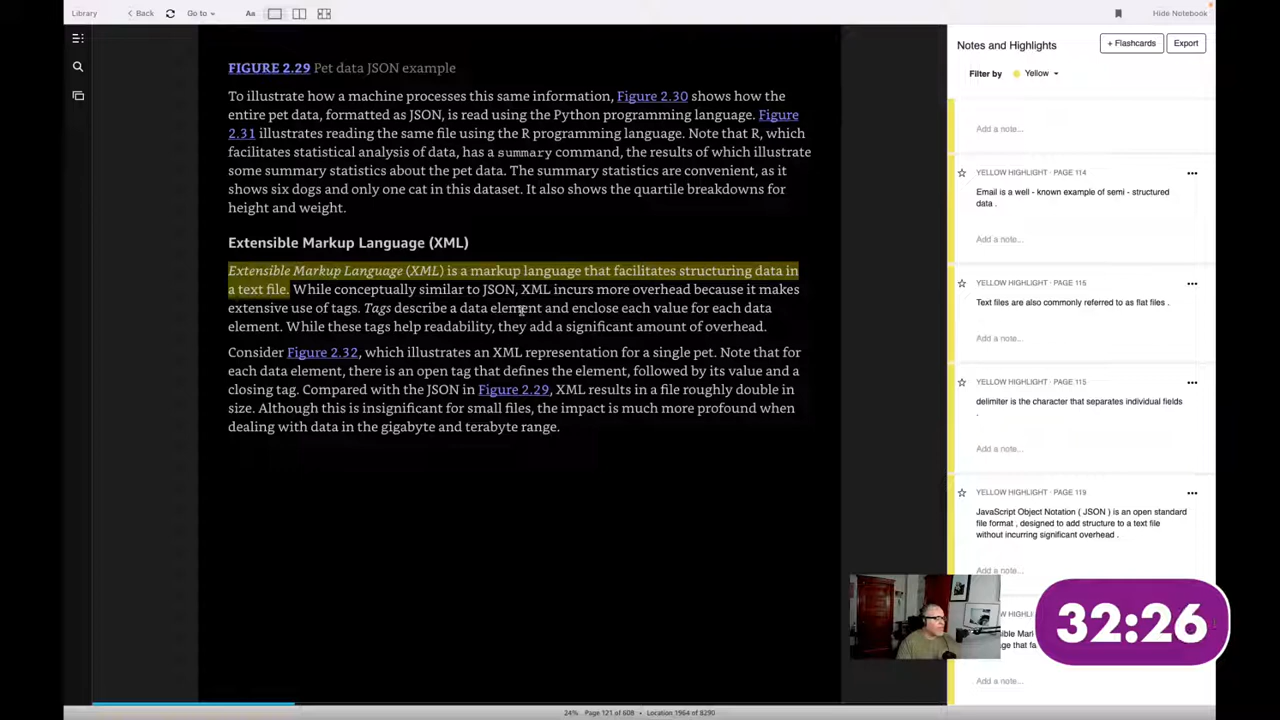 Library
Back
Go to
Aa
Hide Notebook
FIGURE 2.29 Pet data JSON example
To illustrate how a machine processes this same information, Figure 2.30 shows how the
entire pet data, formatted as JSON, is read using the Python programming language. Figure
2.31 illustrates reading the same file using the R programming language. Note that R, which
facilitates statistical analysis of data, has a summary command, the results of which illustrate
some summary statistics about the pet data. The summary statistics are convenient, as it
shows six dogs and only one cat in this dataset. It also shows the quartile breakdowns for
height and weight.
Extensible Markup Language (XML)
Extensible Markup Language (XML) is a markup language that facilitates structuring data in
a text file. While conceptually similar to JSON, XML incurs more overhead because it makes
extensive use of tags. Tags describe a data element and enclose each value for each data
element. While these tags help readability, they add a significant amount of overhead.
Consider Figure 2.32, which illustrates an XML representation for a single pet. Note that for
each data element, there is an open tag that defines the element, followed by its value and a
closing tag. Compared with the JSON in Figure 2.29, XML results in a file roughly double in
size. Although this is insignificant for small files, the impact is much more profound when
dealing with data in the gigabyte and terabyte range.
Notes and Highlights
+ Flashcards
Export
Filter by
Yellow
Add a note...
YELLOW HIGHLIGHT · PAGE 114
Email is a well - known example of semi - structured
data .
Add a note...
YELLOW HIGHLIGHT · PAGE 115
Text files are also commonly referred to as flat files .
Add a note...
YELLOW HIGHLIGHT · PAGE 115
delimiter is the character that separates individual fields
.
Add a note...
YELLOW HIGHLIGHT · PAGE 119
JavaScript Object Notation ( JSON ) is an open standard
file format , designed to add structure to a text file
without incurring significant overhead .
Add a note...
32:26
Add a note...
24% Page 121 of 608 • Location 1964 of 8290